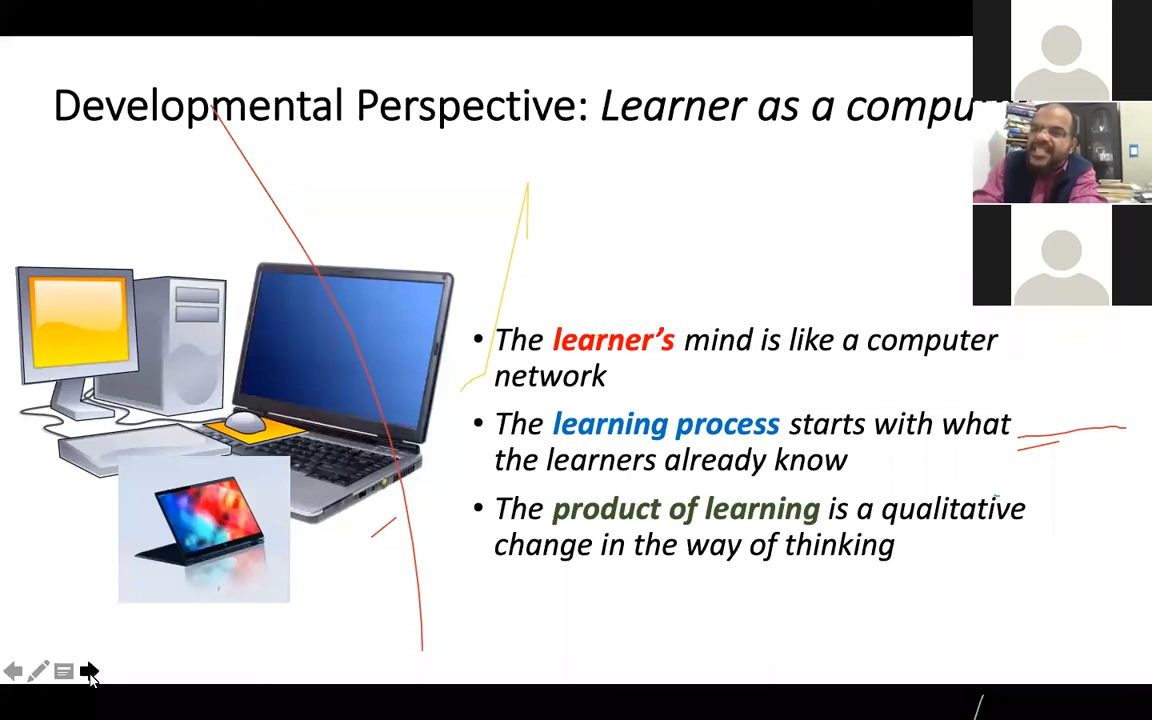 Developmental Perspective: Learner as a compu
• The learner's mind is like a computer
network
• The learning process starts with what
the learners already know
• The product of learning is a qualitative
change in the way of thinking